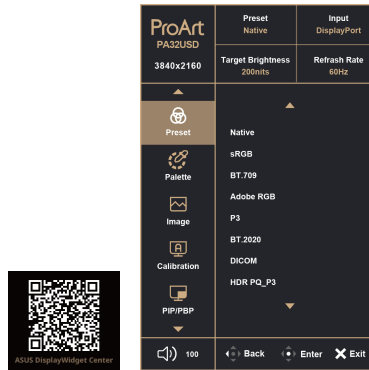 ProArt
PA32USD
3840x2160
Preset
Native
Input
DisplayPort
Target Brightness
200nits
Refrash Rate
60Hz
Preset
Palette
Image
Calibration
PIP/PBP
Native
sRGB
BT.709
Adobe RGB
P3
BT.2020
DICOM
HDR PQ_P3
100
Back
Enter
Exit
ASUS DisplayWidget Center